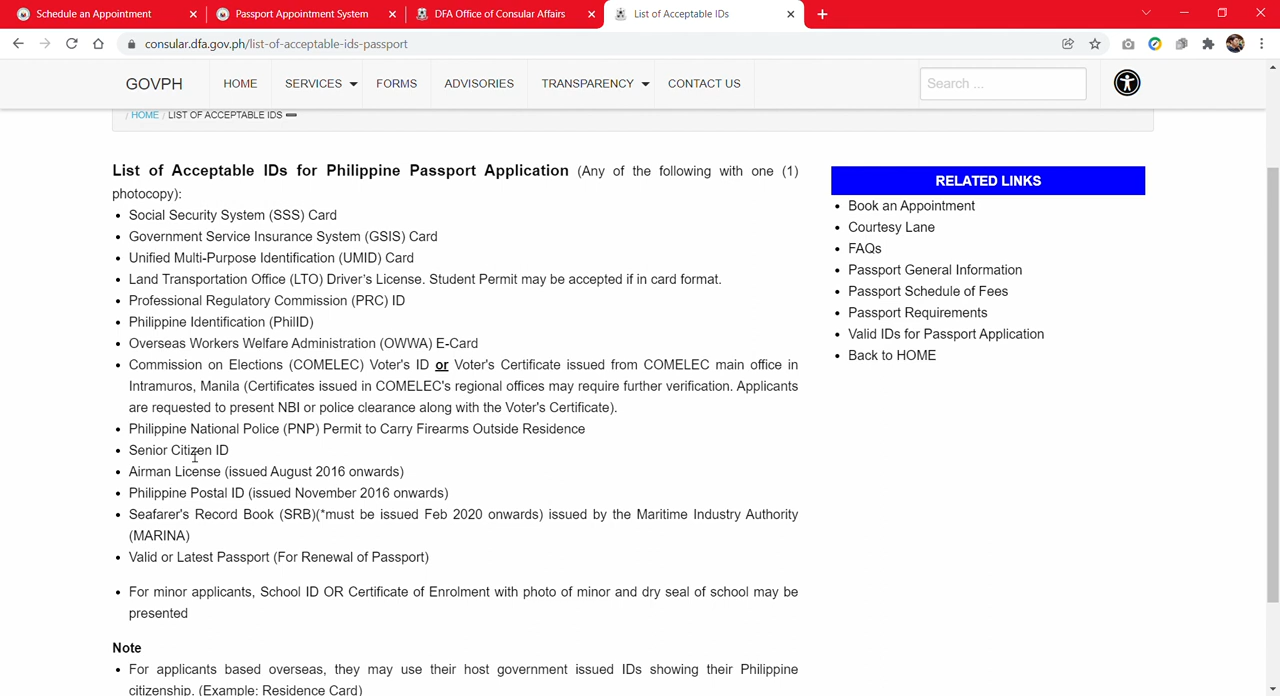 Schedule an Appointment
Passport Appointment System
DFA Office of Consular Affairs
List of Acceptable IDs
consular.dfa.gov.ph/list-of-acceptable-ids-passport
GOVPH HOME SERVICES FORMS ADVISORIES TRANSPARENCY CONTACT US Search ...
/ HOME / LIST OF ACCEPTABLE IDS
List of Acceptable IDs for Philippine Passport Application (Any of the following with one (1)
photocopy):
• Social Security System (SSS) Card
• Government Service Insurance System (GSIS) Card
• Unified Multi-Purpose Identification (UMID) Card
• Land Transportation Office (LTO) Driver's License. Student Permit may be accepted if in card format.
• Professional Regulatory Commission (PRC) ID
• Philippine Identification (PhilID)
• Overseas Workers Welfare Administration (OWWA) E-Card
• Commission on Elections (COMELEC) Voter's ID or Voter's Certificate issued from COMELEC main office in
Intramuros, Manila (Certificates issued in COMELEC's regional offices may require further verification. Applicants
are requested to present NBI or police clearance along with the Voter's Certificate).
• Philippine National Police (PNP) Permit to Carry Firearms Outside Residence
• Senior Citizen ID
• Airman License (issued August 2016 onwards)
• Philippine Postal ID (issued November 2016 onwards)
• Seafarer's Record Book (SRB)(*must be issued Feb 2020 onwards) issued by the Maritime Industry Authority
(MARINA)
• Valid or Latest Passport (For Renewal of Passport)
• For minor applicants, School ID OR Certificate of Enrolment with photo of minor and dry seal of school may be
presented
Note
• For applicants based overseas, they may use their host government issued IDs showing their Philippine
citizenship. (Example: Residence Card)
RELATED LINKS
• Book an Appointment
• Courtesy Lane
• FAQs
• Passport General Information
• Passport Schedule of Fees
• Passport Requirements
• Valid IDs for Passport Application
• Back to HOME